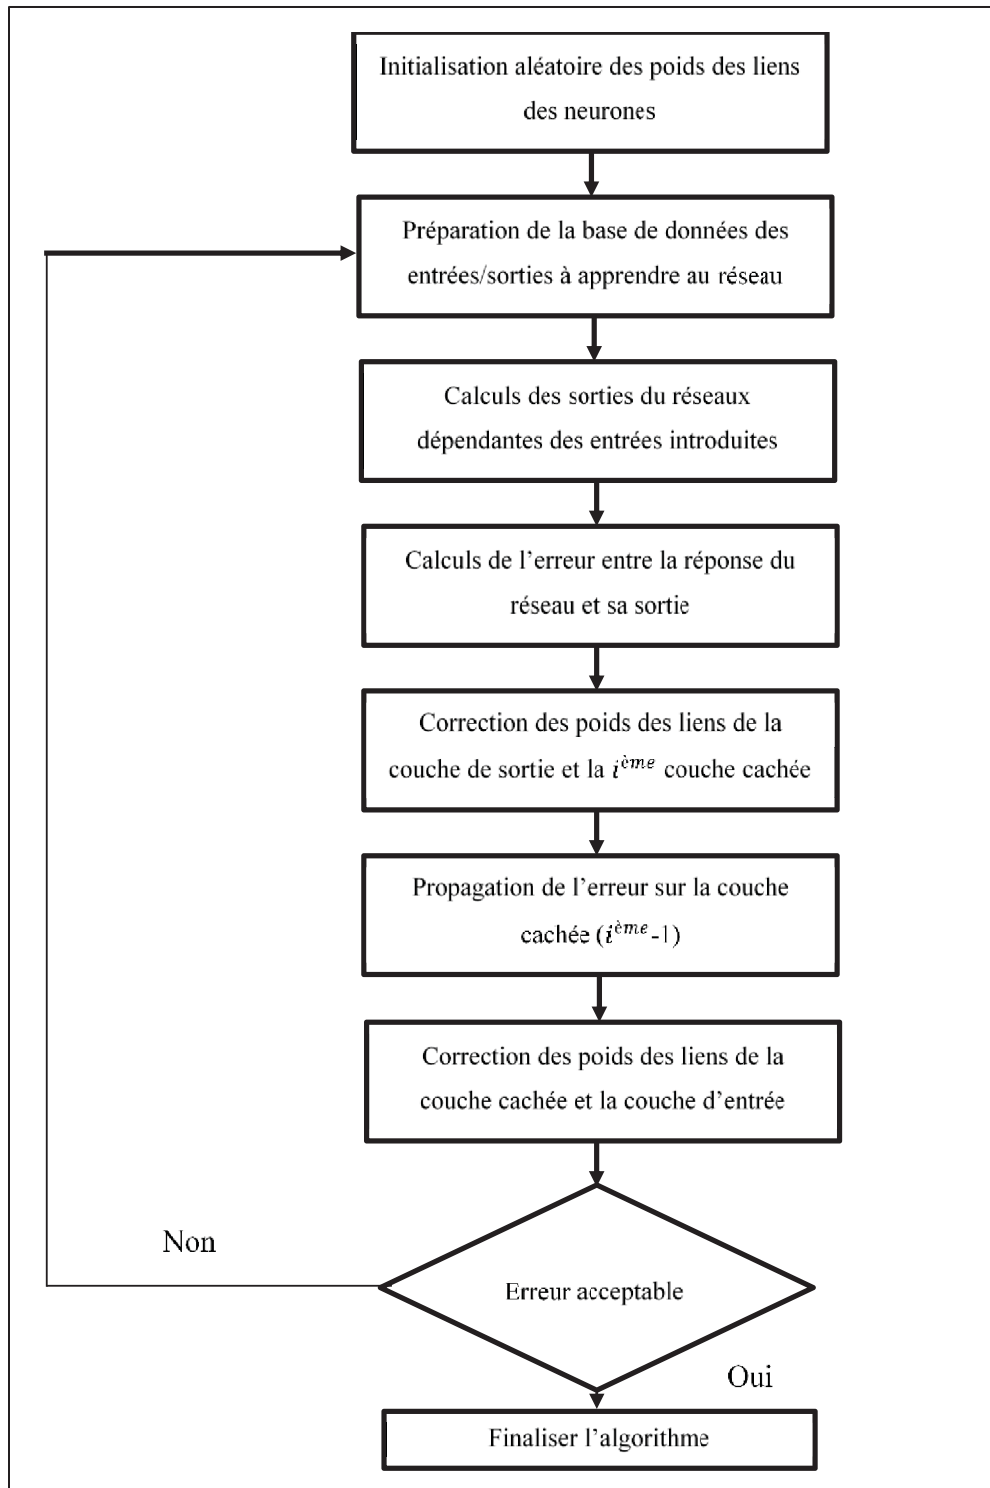 Initialisation aléatoire des poids des liens
des neurones
Préparation de la base de données des
entrées/sorties à apprendre au réseau
Calculs des sorties du réseaux
dépendantes des entrées introduites
Calculs de l’erreur entre la réponse du
réseau et sa sortie
Correction des poids des liens de la
couche de sortie et la i^ème couche cachée
Propagation de l’erreur sur la couche
cachée (i^ème-1)
Correction des poids des liens de la
couche cachée et la couche d’entrée
Non
Erreur acceptable
Oui
Finaliser l’algorithme